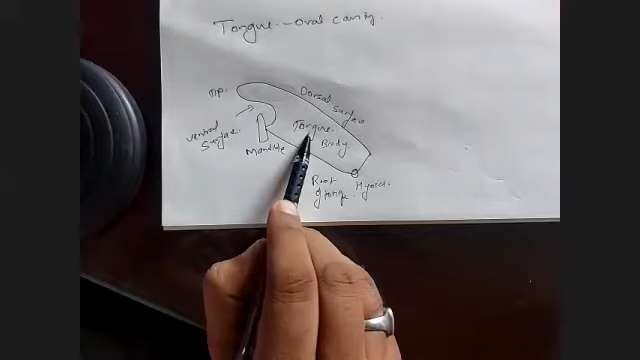 Tongue -- oral cavity.
Tip.
Dorsal
Surface
Ventral
Surface.
Tongue.
Body
Mandible
Root
of tongue.
Hyoid.